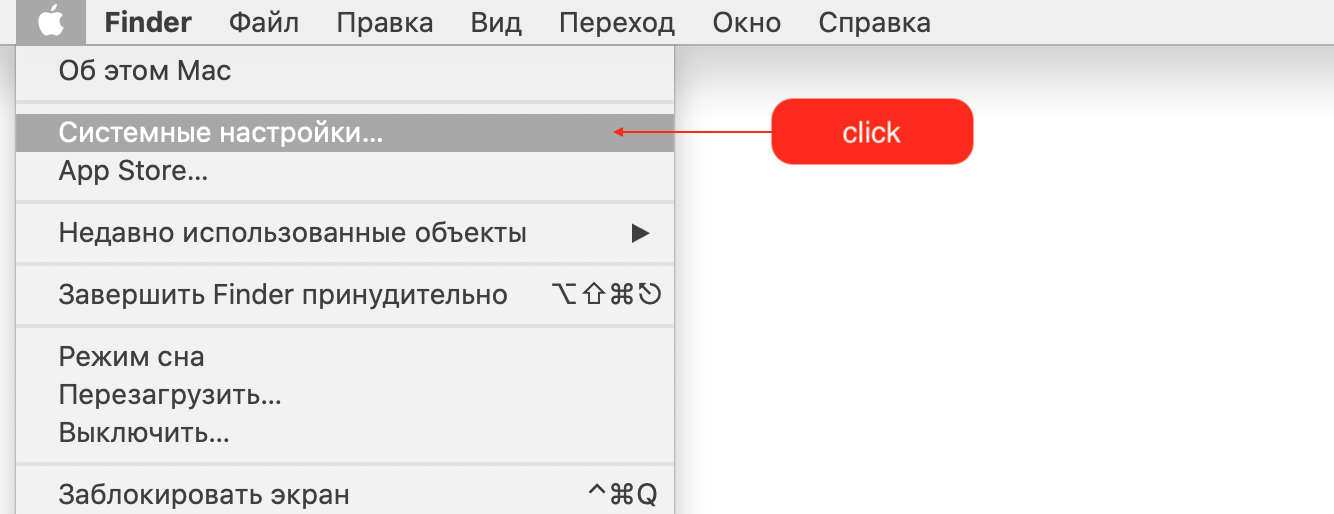 Finder Файл Правка Вид Переход Окно Справка
Об этом Mac
Системные настройки...
click
App Store...
Недавно использованные объекты ▶
Завершить Finder принудительно ⌥⇧⌘⎋
Режим сна
Перезагрузить...
Выключить...
Заблокировать экран ^⌘Q